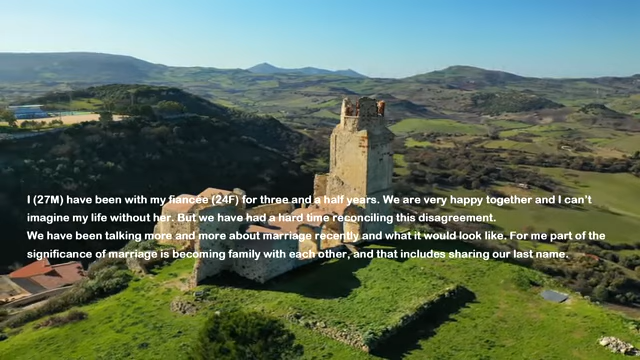 I (27M) have been with my fiancée (24F) for three and a half years. We are very happy together and I can't
imagine my life without her. But we have had a hard time reconciling this disagreement.
We have been talking more and more about marriage recently and what it would look like. For me part of the
significance of marriage is becoming family with each other, and that includes sharing our last name.